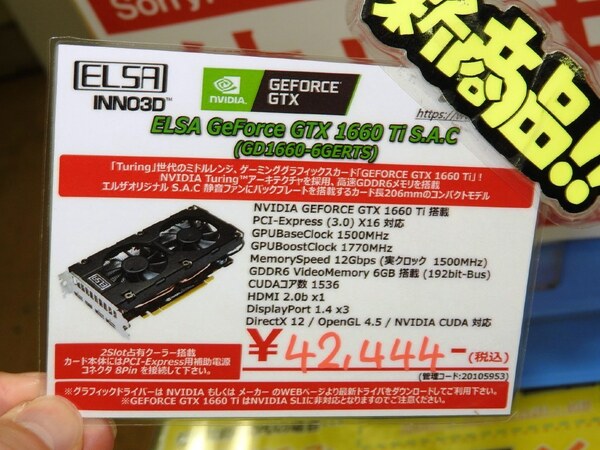 Sorry,
新商品!!
ELSA
INNO3D™
NVIDIA.
GEFORCE®
GTX
https://w
ELSA GeForce GTX 1660 Ti S.A.C
(GD1660-6GERTS)
「Turing」世代のミドルレンジ、ゲーミンググラフィックスカード「GEFORCE GTX 1660 Ti」!
NVIDIA Turing™アーキテクチャを採用、高速GDDR6メモリを搭載
エルザオリジナル S.A.C 静音ファンにバックプレートを搭載するカード長206mmのコンパクトモデル
NVIDIA GEFORCE GTX 1660 Ti 搭載
PCI-Express (3.0) X16 対応
GPUBaseClock 1500MHz
GPUBoostClock 1770MHz
MemorySpeed 12Gbps (実クロック 1500MHz)
GDDR6 VideoMemory 6GB 搭載 (192bit-Bus)
CUDAコア数 1536
HDMI 2.0b x1
DisplayPort 1.4 x3
DirectX 12 / OpenGL 4.5 / NVIDIA CUDA 対応
ELSA
2Slot占有クーラー搭載
カード本体にはPCI-Express用補助電源
コネクタ 8Pin を接続して下さい。
¥42,444-(税込)
(管理コード:20105953)
※グラフィックドライバーは NVIDIA もしくは メーカー のWEBページより最新ドライバをダウンロードしてご利用下さい。
※GEFORCE GTX 1660 Ti はNVIDIA SLIに非対応となりますのでご注意ください。